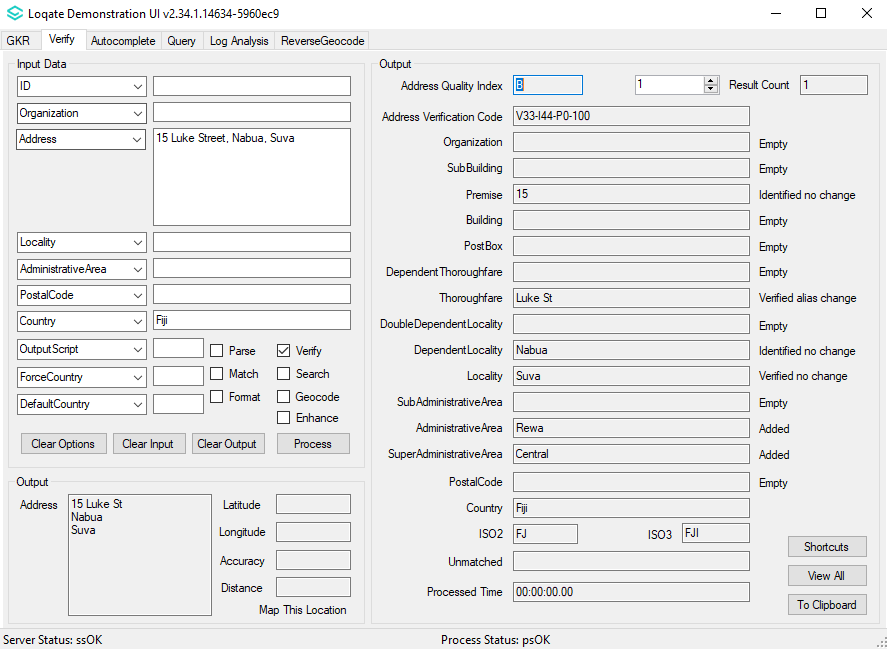 Loqate Demonstration UI v2.34.1.14634-5960ec9
GKR Verify Autocomplete Query Log Analysis ReverseGeocode
Input Data
ID
Organization
Address 15 Luke Street, Nabua, Suva
Locality
AdministrativeArea
PostalCode
Country Fiji
OutputScript Parse Verify
ForceCountry Match Search
DefaultCountry Format Geocode
Enhance
Clear Options Clear Input Clear Output Process
Output
Address 15 Luke St
Nabua
Suva
Latitude
Longitude
Accuracy
Distance
Map This Location
Output
Address Quality Index B 1 Result Count 1
Address Verification Code V33-I44-P0-100
Organization Empty
SubBuilding Empty
Premise 15 Identified no change
Building Empty
PostBox Empty
DependentThoroughfare Empty
Thoroughfare Luke St Verified alias change
DoubleDependentLocality Empty
DependentLocality Nabua Identified no change
Locality Suva Verified no change
SubAdministrativeArea Empty
AdministrativeArea Rewa Added
SuperAdministrativeArea Central Added
PostalCode Empty
Country Fiji
ISO2 FJ ISO3 FJI
Unmatched
Processed Time 00:00:00.00
Shortcuts
View All
To Clipboard
Server Status: ssOK Process Status: psOK